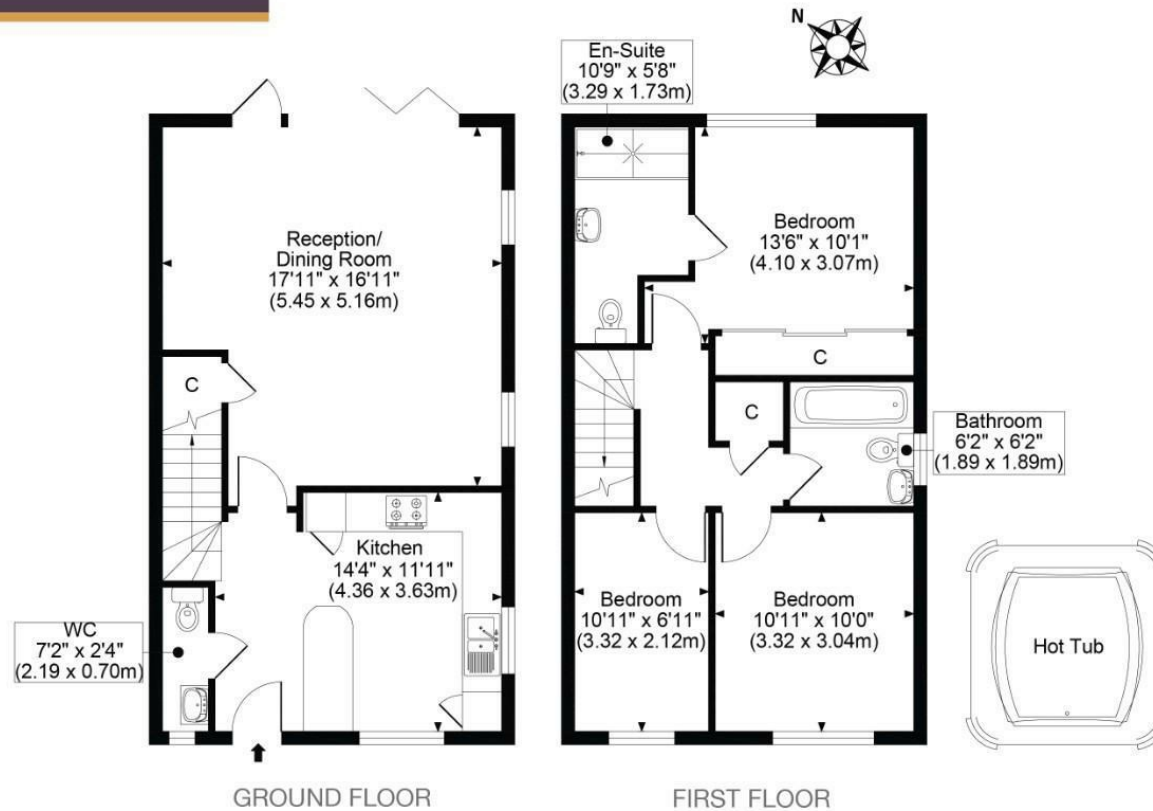 N
En-Suite
10'9" x 5'8"
(3.29 x 1.73m)
Reception/
Dining Room
17'11" x 16'11"
(5.45 x 5.16m)
Bedroom
13'6" x 10'1"
(4.10 x 3.07m)
C
C
C
Bathroom
6'2" x 6'2"
(1.89 x 1.89m)
Kitchen
14'4" x 11'11"
(4.36 x 3.63m)
WC
7'2" x 2'4"
(2.19 x 0.70m)
Bedroom
10'11" x 6'11"
(3.32 x 2.12m)
Bedroom
10'11" x 10'0"
(3.32 x 3.04m)
Hot Tub
GROUND FLOOR
FIRST FLOOR